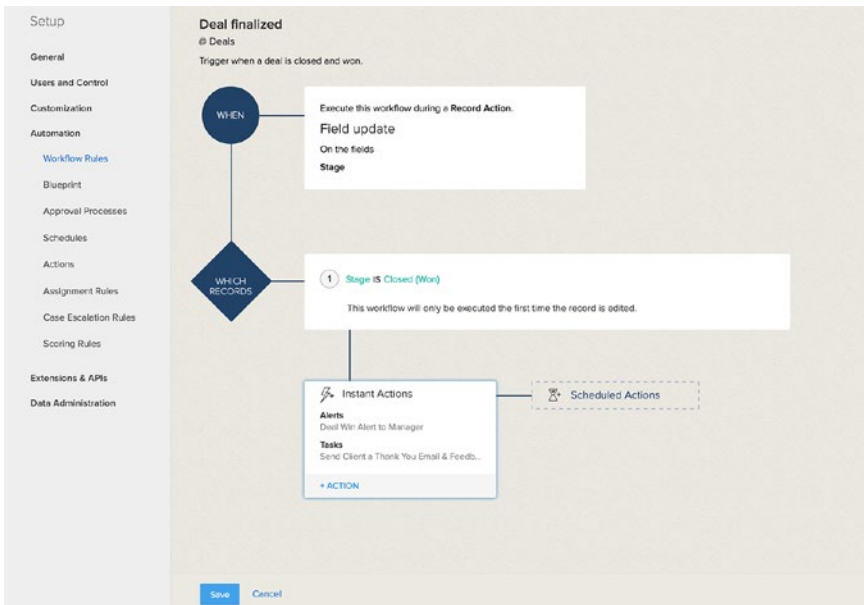 Setup
General
Users and Control
Customization
Automation
Workflow Rules
Blueprint
Approval Processes
Schedules
Actions
Assignment Rules
Case Escalation Rules
Scoring Rules
Extensions & APIs
Data Administration
Deal finalized
@ Deals
Trigger when a deal is closed and won.
WHEN
Execute this workflow during a Record Action.
Field update
On the fields
Stage
WHICH
RECORDS
1 Stage IS Closed (Won)
This workflow will only be executed the first time the record is edited.
Instant Actions
Alerts
Deal Win Alert to Manager
Tasks
Send Client a Thank You Email & Feedb...
+ ACTION
Scheduled Actions
Save Cancel